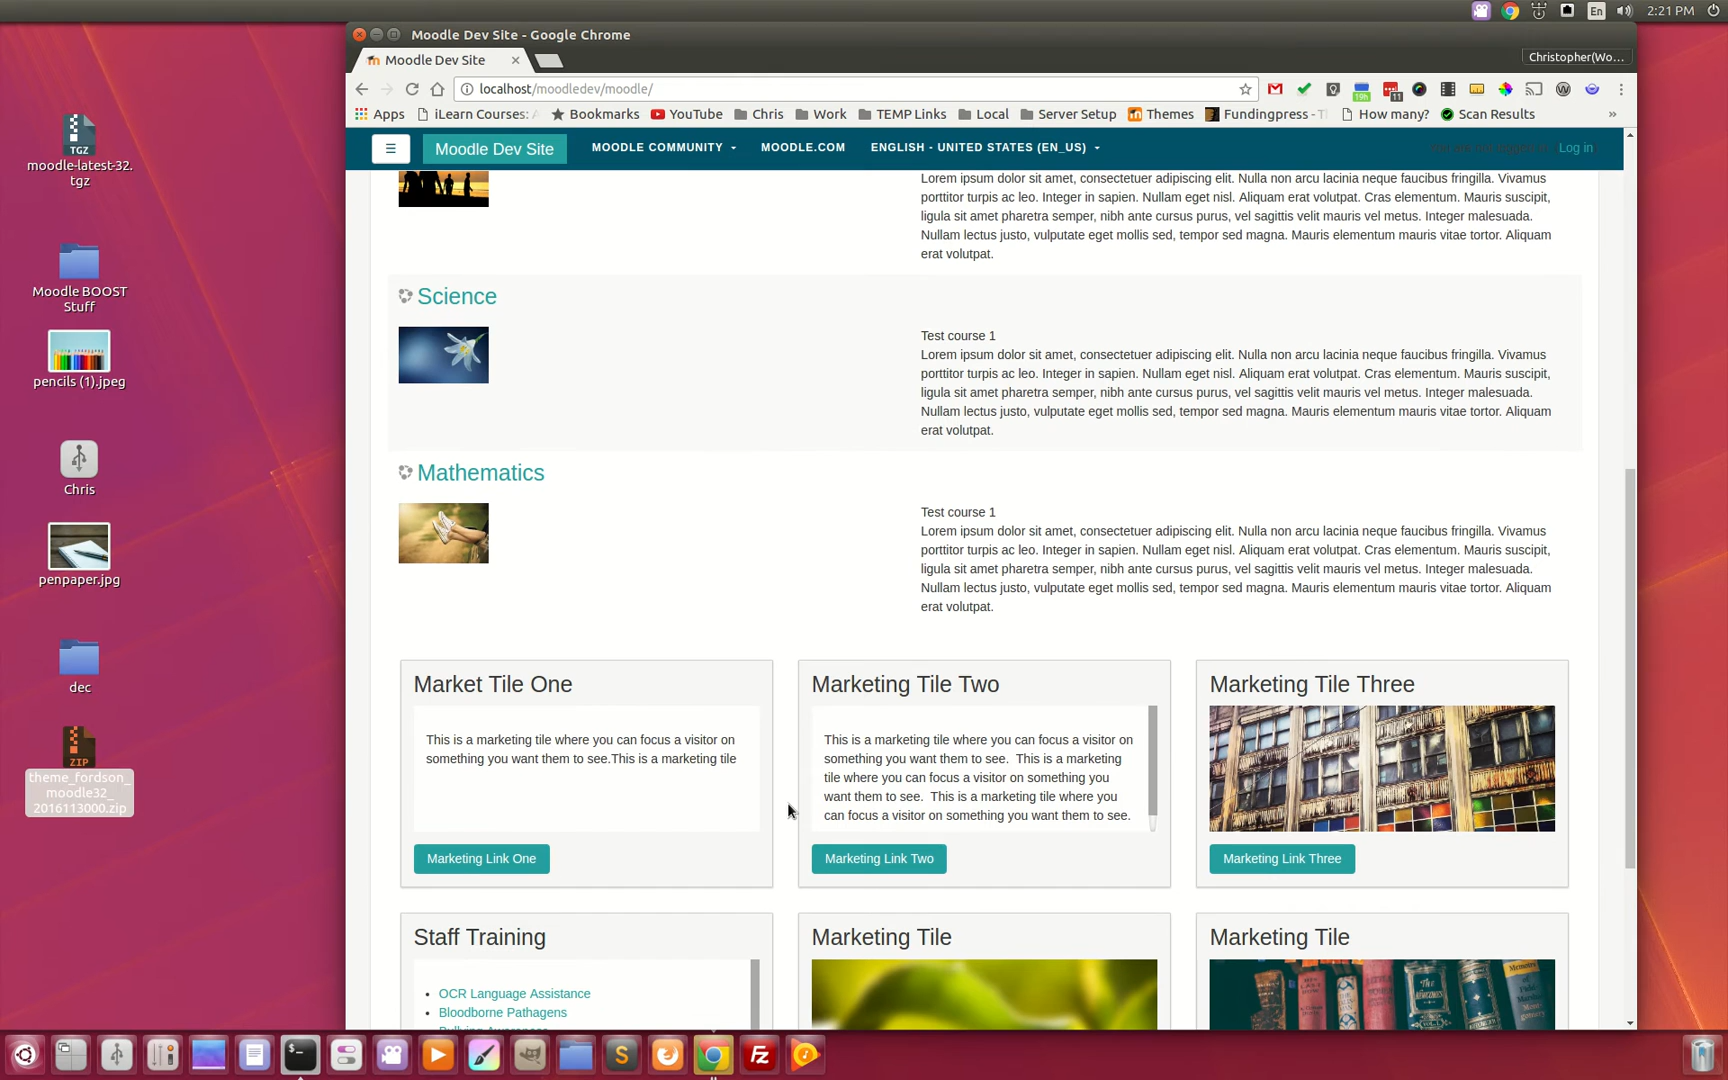 En
2:21 PM
Moodle Dev Site - Google Chrome
Moodle Dev Site
Christopher(Wo...
localhost/moodledev/moodle/
19h
11
Apps
iLearn Courses:
Bookmarks
YouTube
Chris
Work
TEMP Links
Local
Server Setup
Themes
Fundingpress - T
How many?
Scan Results
»
Moodle Dev Site
MOODLE COMMUNITY
MOODLE.COM
ENGLISH - UNITED STATES (EN_US)
Log in
Lorem ipsum dolor sit amet, consectetuer adipiscing elit. Nulla non arcu lacinia neque faucibus fringilla. Vivamus
porttitor turpis ac leo. Integer in sapien. Nullam eget nisl. Aliquam erat volutpat. Cras elementum. Mauris suscipit,
ligula sit amet pharetra semper, nibh ante cursus purus, vel sagittis velit mauris vel metus. Integer malesuada.
Nullam lectus justo, vulputate eget mollis sed, tempor sed magna. Mauris elementum mauris vitae tortor. Aliquam
erat volutpat.
Science
Test course 1
Lorem ipsum dolor sit amet, consectetuer adipiscing elit. Nulla non arcu lacinia neque faucibus fringilla. Vivamus
porttitor turpis ac leo. Integer in sapien. Nullam eget nisl. Aliquam erat volutpat. Cras elementum. Mauris suscipit,
ligula sit amet pharetra semper, nibh ante cursus purus, vel sagittis velit mauris vel metus. Integer malesuada.
Nullam lectus justo, vulputate eget mollis sed, tempor sed magna. Mauris elementum mauris vitae tortor. Aliquam
erat volutpat.
Mathematics
Test course 1
Lorem ipsum dolor sit amet, consectetuer adipiscing elit. Nulla non arcu lacinia neque faucibus fringilla. Vivamus
porttitor turpis ac leo. Integer in sapien. Nullam eget nisl. Aliquam erat volutpat. Cras elementum. Mauris suscipit,
ligula sit amet pharetra semper, nibh ante cursus purus, vel sagittis velit mauris vel metus. Integer malesuada.
Nullam lectus justo, vulputate eget mollis sed, tempor sed magna. Mauris elementum mauris vitae tortor. Aliquam
erat volutpat.
Market Tile One
This is a marketing tile where you can focus a visitor on
something you want them to see.This is a marketing tile
Marketing Link One
Marketing Tile Two
This is a marketing tile where you can focus a visitor on
something you want them to see. This is a marketing
tile where you can focus a visitor on something you
want them to see. This is a marketing tile where you
can focus a visitor on something you want them to see.
Marketing Link Two
Marketing Tile Three
Marketing Link Three
Staff Training
OCR Language Assistance
Bloodborne Pathogens
Marketing Tile
Marketing Tile
TGZ
moodle-latest-32.
tgz
Moodle BOOST
Stuff
pencils (1).jpeg
Chris
penpaper.jpg
dec
ZIP
theme_fordson_
moodle32_
2016113000.zip